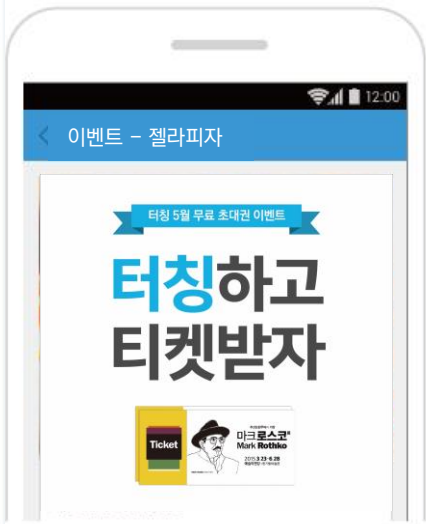 12:00
이벤트 - 젤라피자
터칭 5월 무료 초대권 이벤트
터칭하고
티켓받자
Ticket
마크로스코
Mark Rothko
2015.3.23-6.28